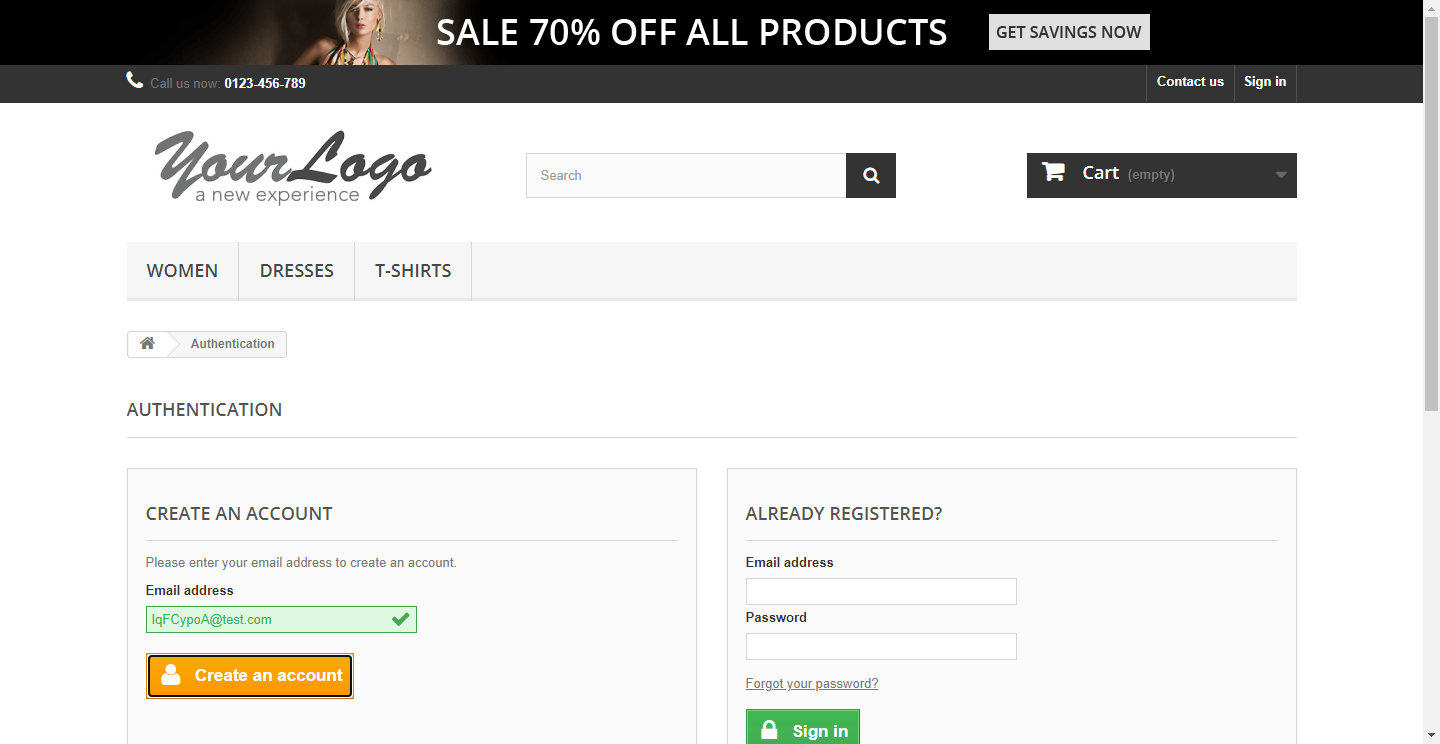 SALE 70% OFF ALL PRODUCTS GET SAVINGS NOW
Call us now: 0123-456-789 Contact us Sign in
YourLogo
a new experience
Search
Cart (empty)
WOMEN DRESSES T-SHIRTS
Authentication
AUTHENTICATION
CREATE AN ACCOUNT
Please enter your email address to create an account.
Email address
lqFCypoA@test.com
Create an account
ALREADY REGISTERED?
Email address
Password
Forgot your password?
Sign in